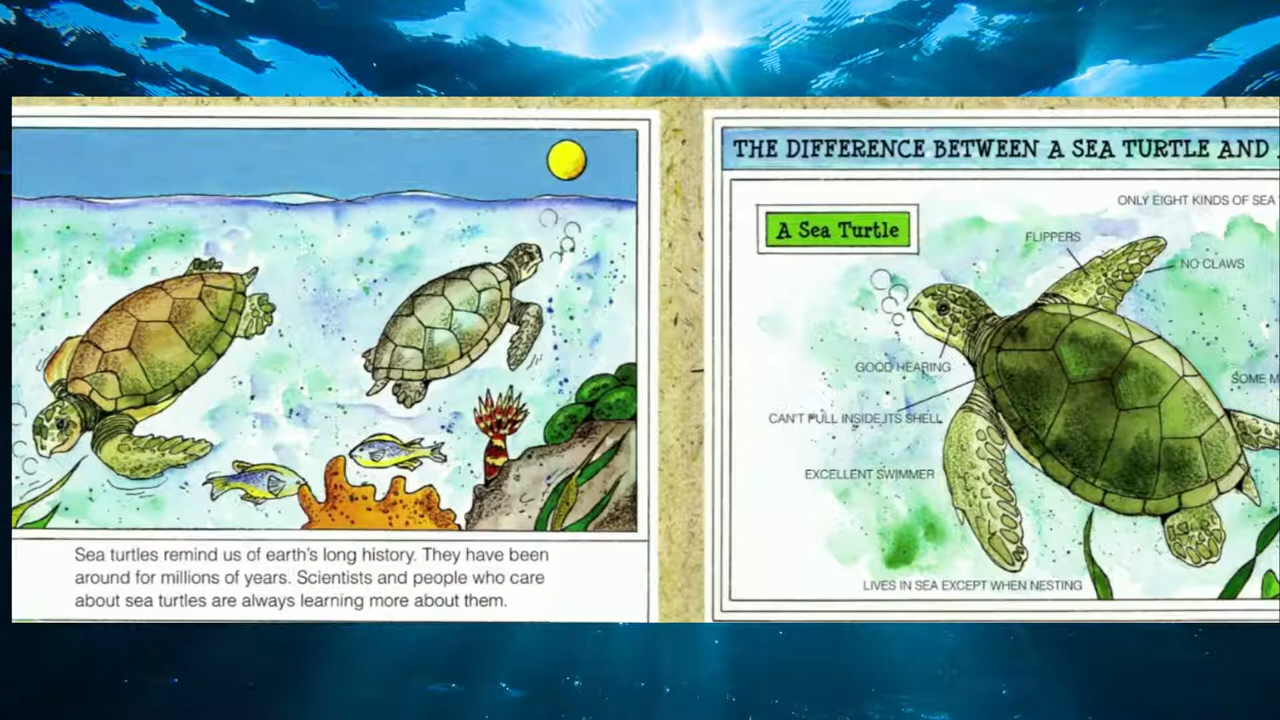 Sea turtles remind us of earth's long history. They have been
around for millions of years. Scientists and people who care
about sea turtles are always learning more about them.
THE DIFFERENCE BETWEEN A SEA TURTLE AND
A Sea Turtle
ONLY EIGHT KINDS OF SEA
FLIPPERS
NO CLAWS
GOOD HEARING
SOME
CAN'T PULL INSIDE ITS SHELL
EXCELLENT SWIMMER
LIVES IN SEA EXCEPT WHEN NESTING